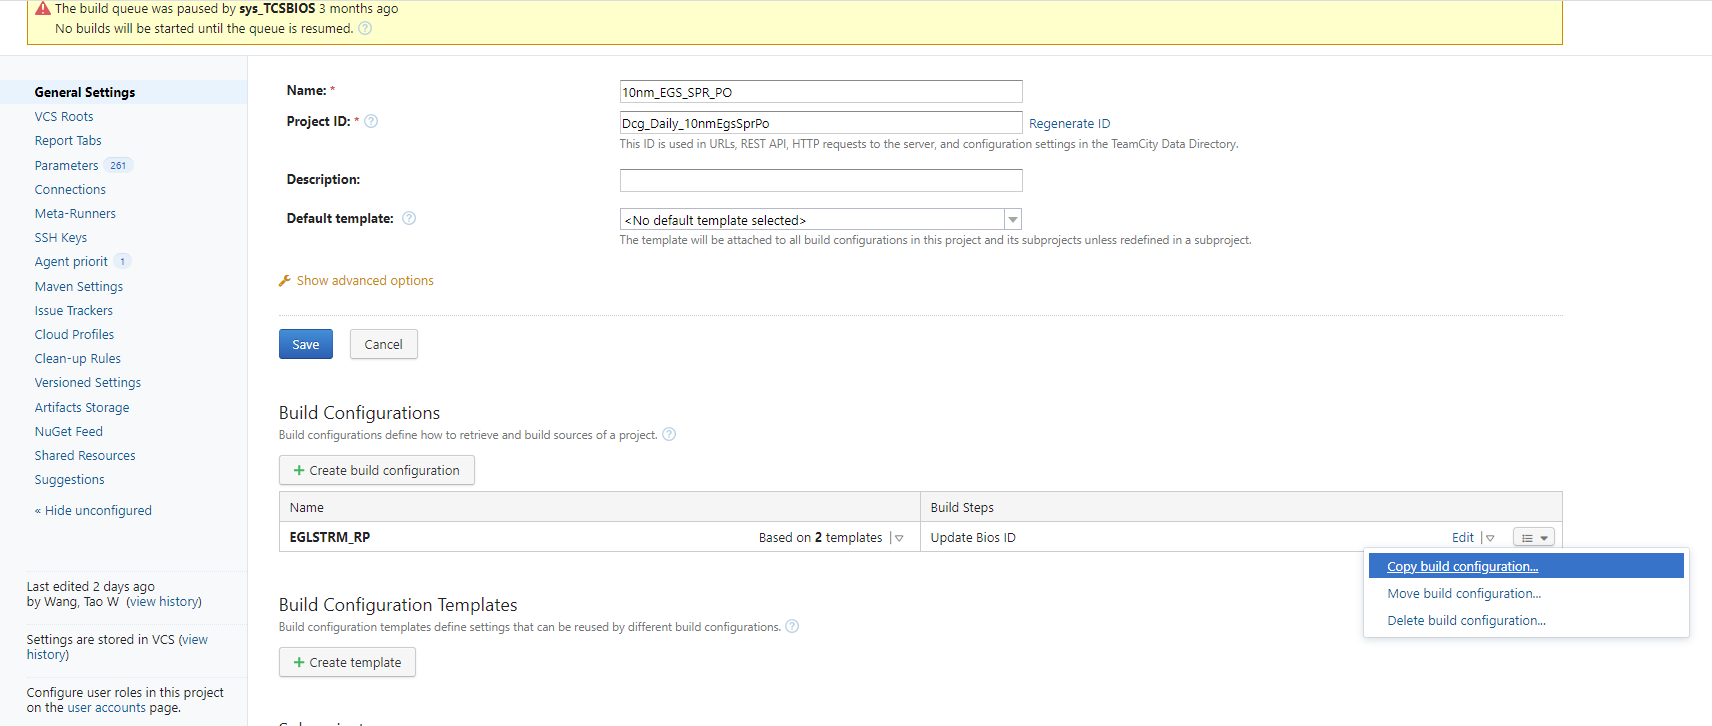 The build queue was paused by sys_TCSBIOS 3 months ago
No builds will be started until the queue is resumed. ?
General Settings
VCS Roots
Report Tabs
Parameters 261
Connections
Meta-Runners
SSH Keys
Agent priorit 1
Maven Settings
Issue Trackers
Cloud Profiles
Clean-up Rules
Versioned Settings
Artifacts Storage
NuGet Feed
Shared Resources
Suggestions
« Hide unconfigured
Last edited 2 days ago
by Wang, Tao W (view history)
Settings are stored in VCS (view
history)
Configure user roles in this project
on the user accounts page.
Name: * 10nm_EGS_SPR_PO
Project ID: * ? Dcg_Daily_10nmEgsSprPo Regenerate ID
This ID is used in URLs, REST API, HTTP requests to the server, and configuration settings in the TeamCity Data Directory.
Description:
Default template: ? <No default template selected>
The template will be attached to all build configurations in this project and its subprojects unless redefined in a subproject.
Show advanced options
Save Cancel
Build Configurations
Build configurations define how to retrieve and build sources of a project. ?
+ Create build configuration
Name Build Steps
EGLSTRM_RP Based on 2 templates Update Bios ID Edit
Copy build configuration...
Move build configuration...
Delete build configuration...
Build Configuration Templates
Build configuration templates define settings that can be reused by different build configurations. ?
+ Create template